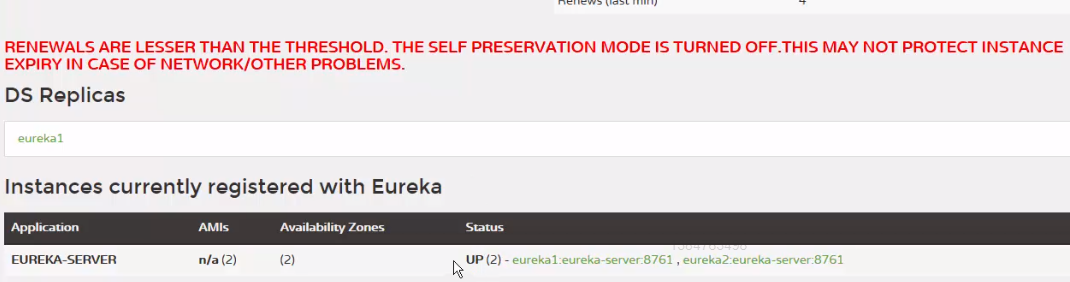 Renews (last min) 4
RENEWALS ARE LESSER THAN THE THRESHOLD. THE SELF PRESERVATION MODE IS TURNED OFF.THIS MAY NOT PROTECT INSTANCE
EXPIRY IN CASE OF NETWORK/OTHER PROBLEMS.
DS Replicas
eureka1
Instances currently registered with Eureka
Application AMIs Availability Zones Status
EUREKA-SERVER n/a (2) (2) UP (2) - eureka1:eureka-server:8761 , eureka2:eureka-server:8761